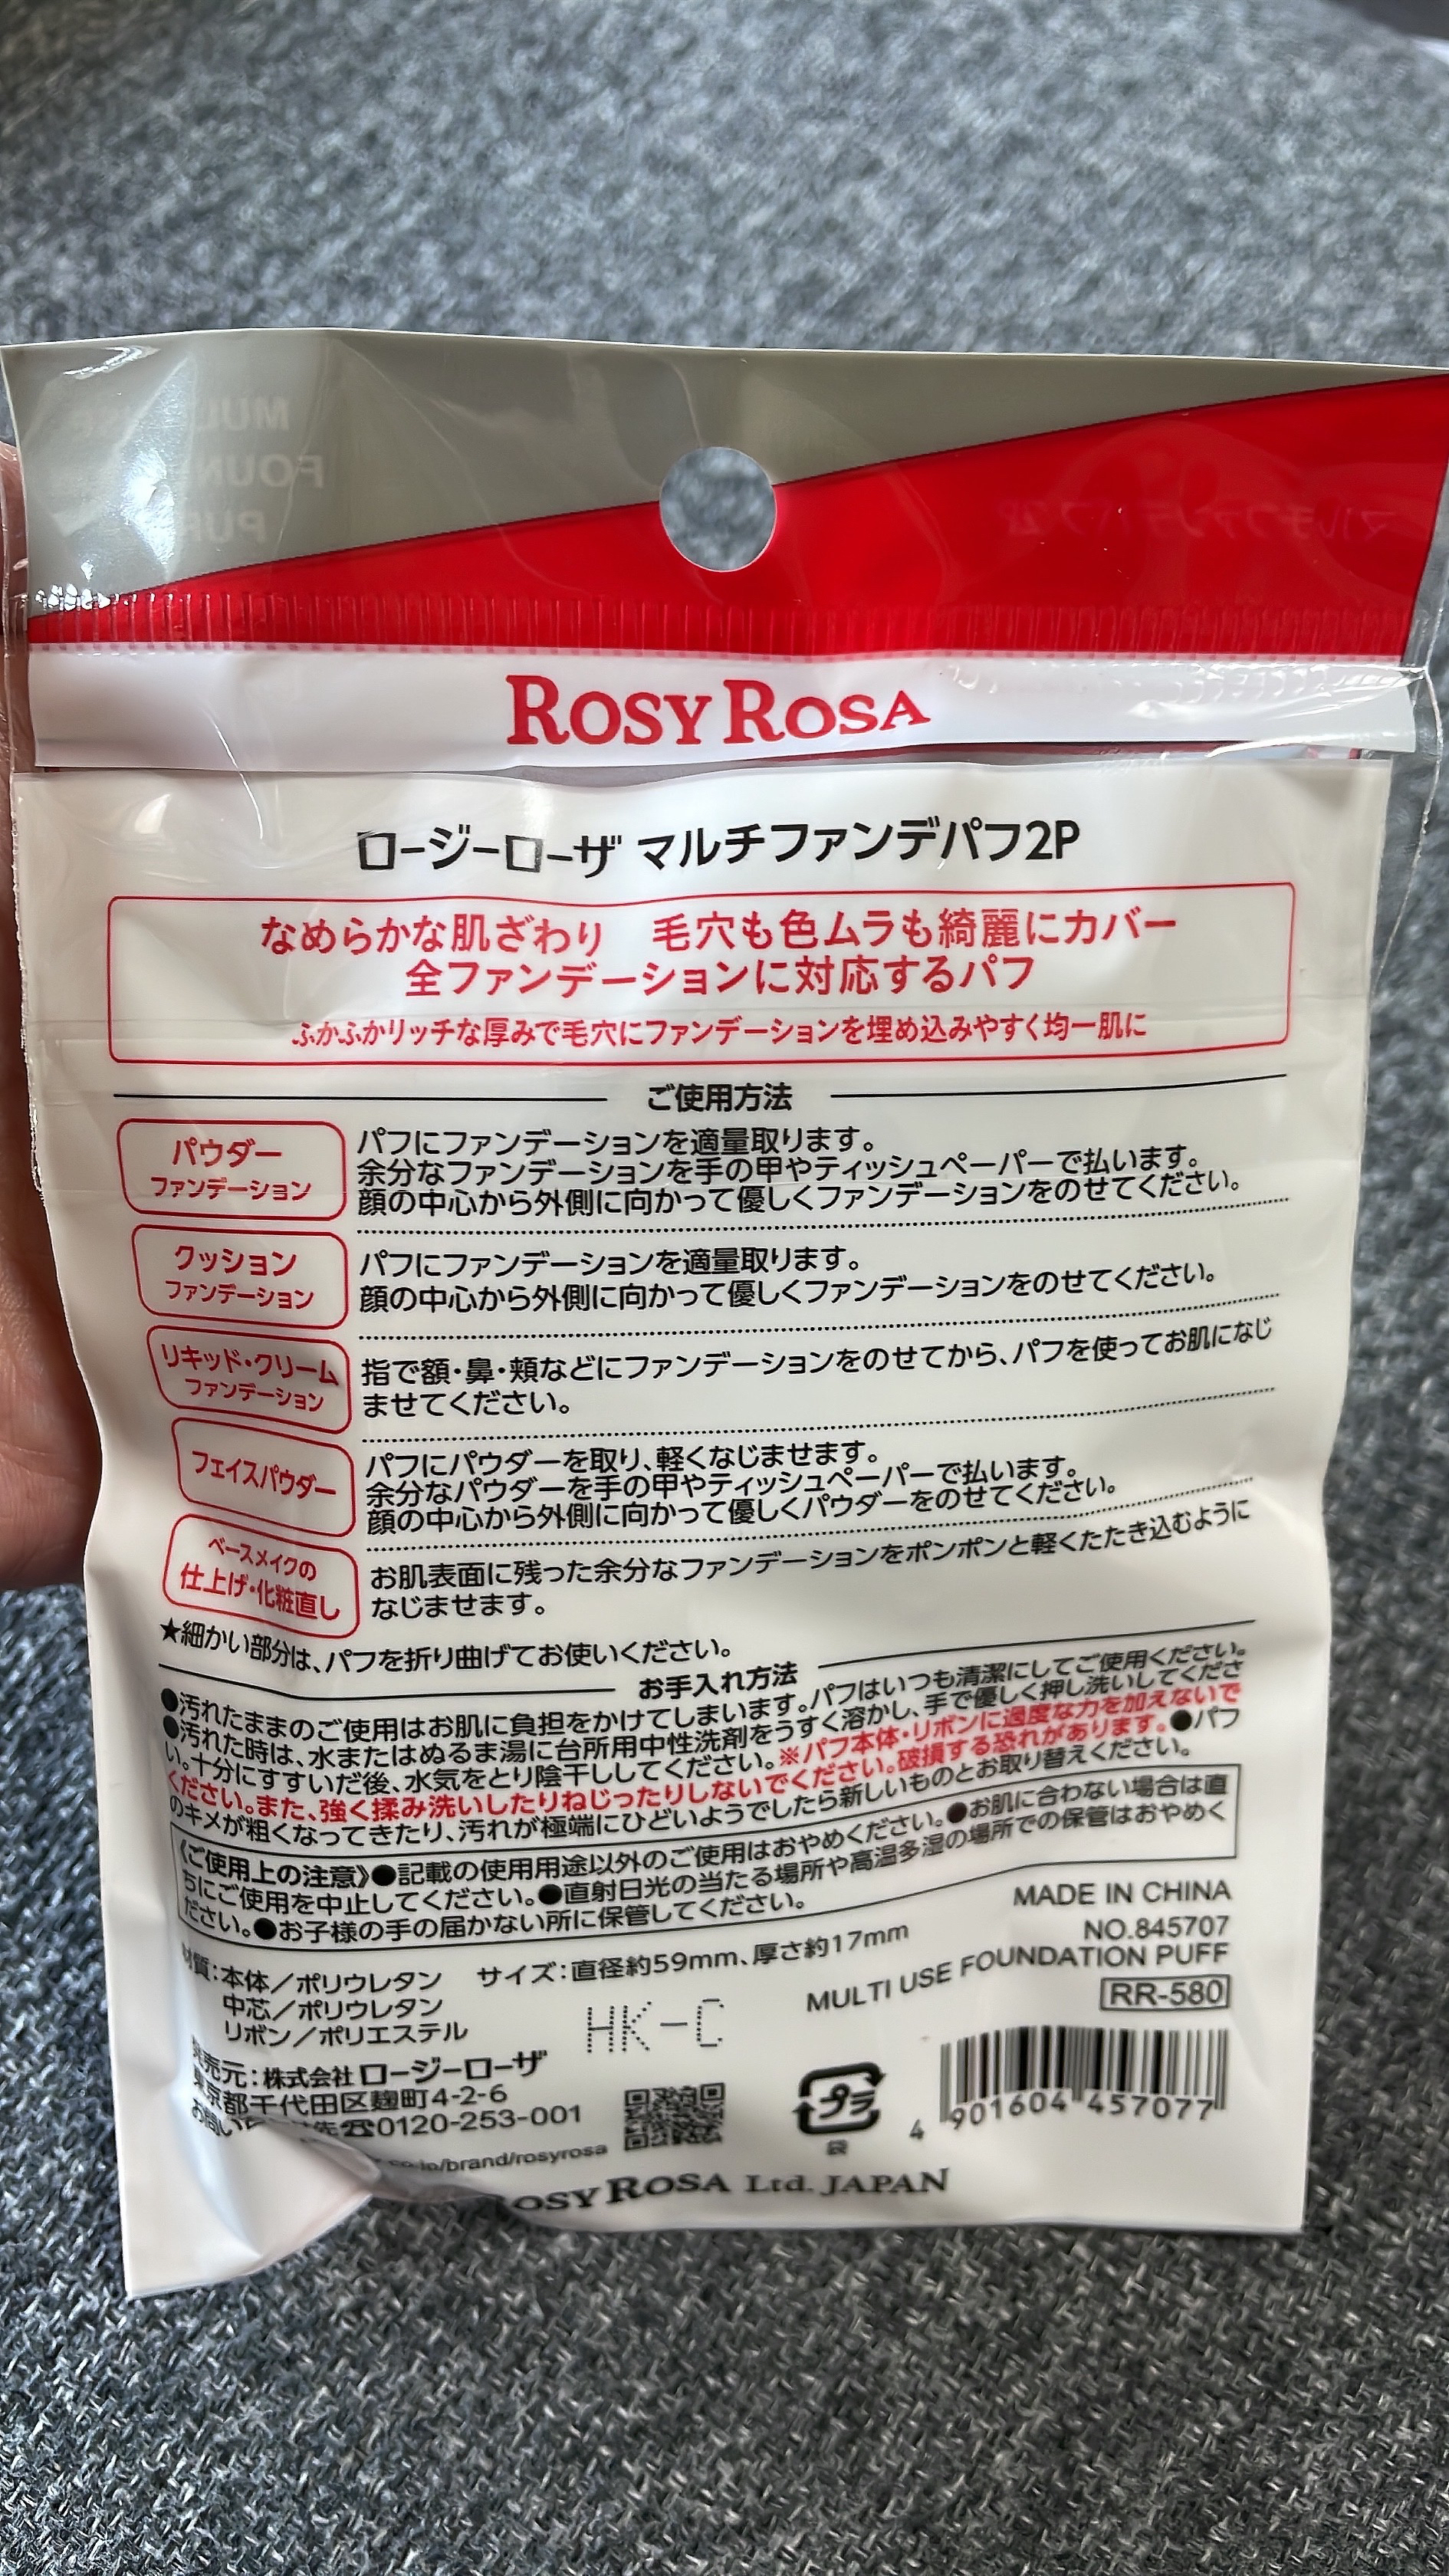 ROSY ROSA
ロージーローザ マルチファンデパフ2P
なめらかな肌ざわり 毛穴も色ムラも綺麗にカバー
全ファンデーションに対応するパフ
ふかふかリッチな厚みで毛穴にファンデーションを埋め込みやすく均一肌に
ご使用方法
パウダー
ファンデーション
パフにファンデーションを適量取ります。
余分なファンデーションを手の甲やティッシュペーパーで払います。
顔の中心から外側に向かって優しくファンデーションをのせてください。
クッション
ファンデーション
パフにファンデーションを適量取ります。
顔の中心から外側に向かって優しくファンデーションをのせてください。
リキッド・クリーム
ファンデーション
指で額・鼻・頬などにファンデーションをのせてから、パフを使ってお肌になじ
ませてください。
フェイスパウダー
パフにパウダーを取り、軽くなじませます。
余分なパウダーを手の甲やティッシュペーパーで払います。
顔の中心から外側に向かって優しくパウダーをのせてください。
ベースメイクの
仕上げ・化粧直し
お肌表面に残った余分なファンデーションをポンポンと軽くたたき込むように
なじませます。
★細かい部分は、パフを折り曲げてお使いください。
お手入れ方法
●汚れたままのご使用はお肌に負担をかけてしまいます。パフはいつも清潔にしてご使用ください。
●汚れた時は、水またはぬるま湯に台所用中性洗剤をうすく溶かし、手で優しく押し洗いしてくださ
い。十分にすすいだ後、水気をとり陰干ししてください。※パフ本体・リボンに過度な力を加えないで
ください。また、強く揉み洗いしたりねじったりしないでください。破損する恐れがあります。●パフ
のキメが粗くなってきたり、汚れが極端にひどいようでしたら新しいものとお取り替えください。
《ご使用上の注意》●記載の使用用途以外のご使用はおやめください。●お肌に合わない場合は直
ちにご使用を中止してください。●直射日光の当たる場所や高温多湿の場所での保管はおやめく
ださい。●お子様の手の届かない所に保管してください。
MADE IN CHINA
NO.845707
MULTI USE FOUNDATION PUFF
RR-580
質：本体／ポリウレタン サイズ：直径約59mm、厚さ約17mm
中芯／ポリウレタン
リボン／ポリエステル
HK-C
発売元：株式会社ロージーローザ
東京都千代田区麹町4-2-6
お問い 先☎0120-253-001
/brand/rosyrosa
プラ
袋
4 901604 457077
ROSY ROSA Ltd. JAPAN